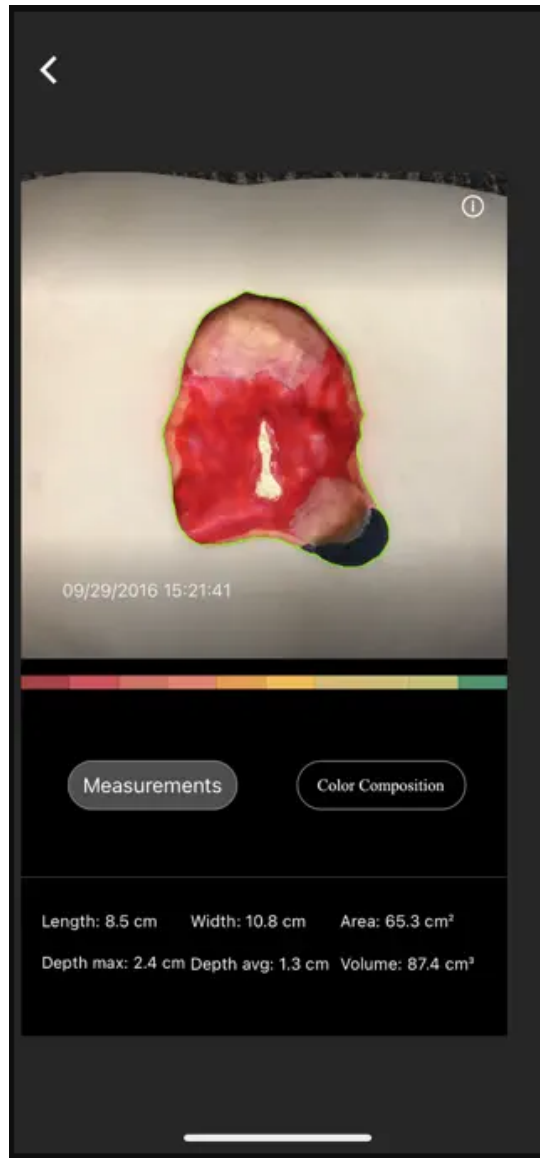 09/29/2016 15:21:41
Measurements Color Composition
Length: 8.5 cm Width: 10.8 cm Area: 65.3 cm²
Depth max: 2.4 cm Depth avg: 1.3 cm Volume: 87.4 cm³